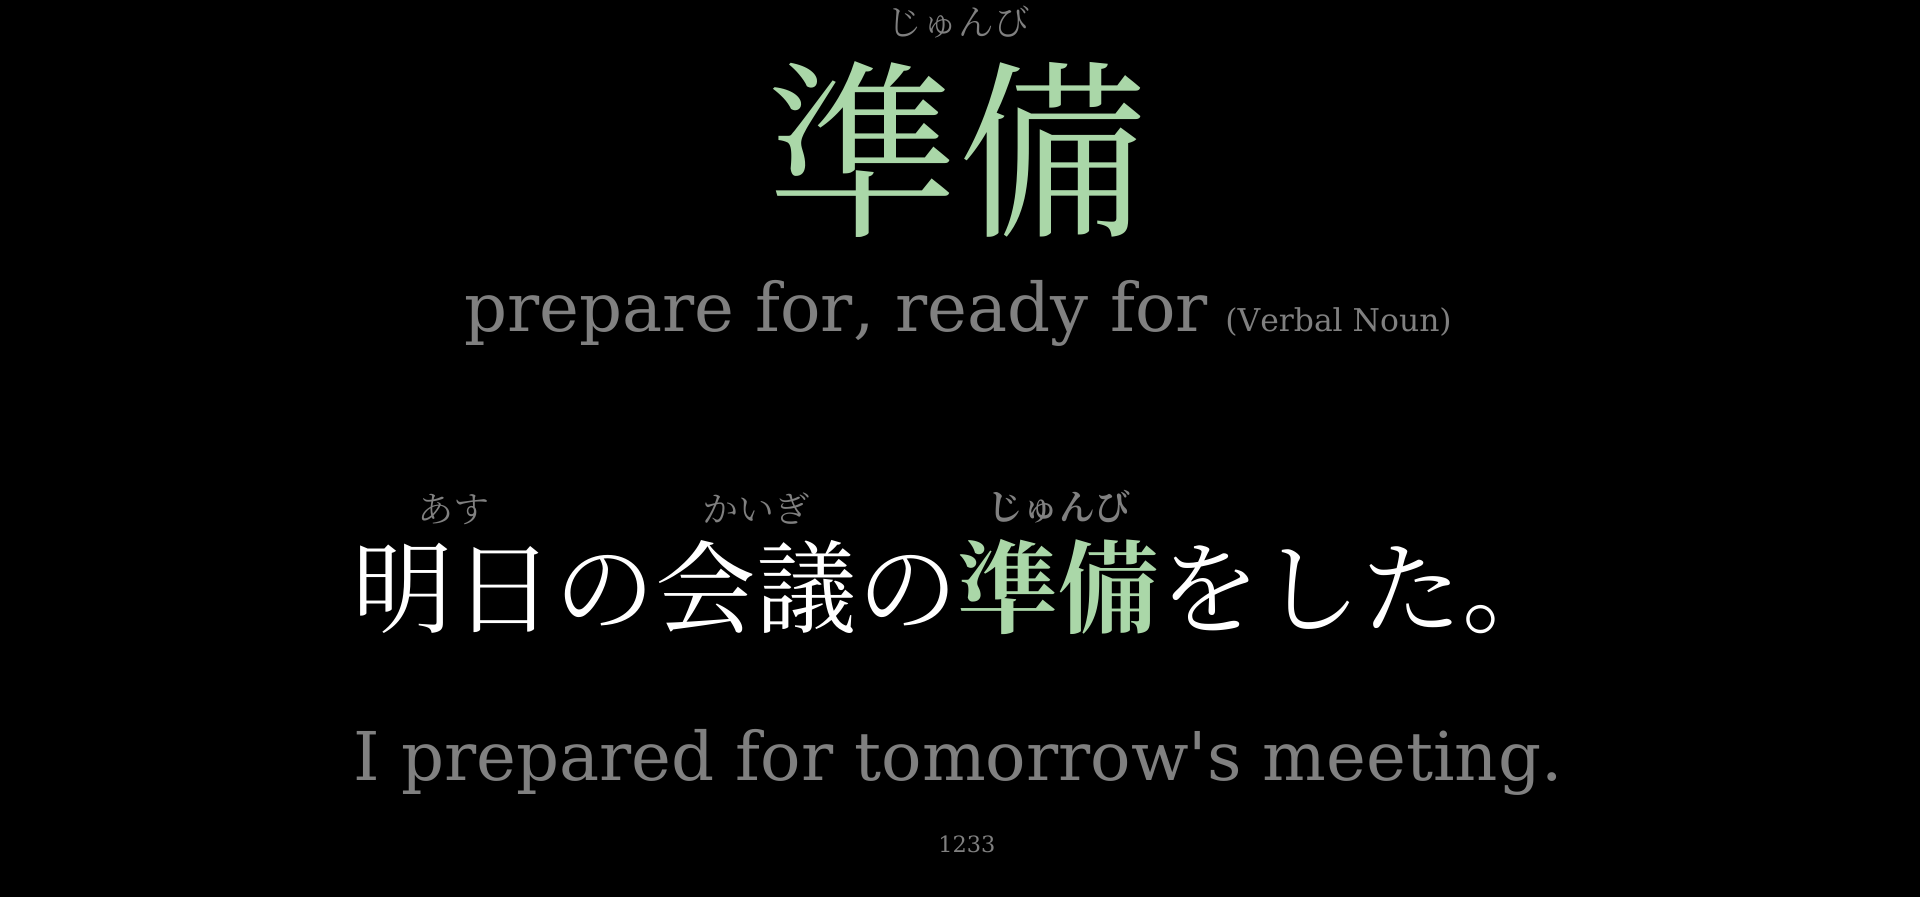 じゅんび
準備
prepare for, ready for (Verbal Noun)
あす かいぎ じゅんび
明日の会議の準備をした。
I prepared for tomorrow's meeting.
1233